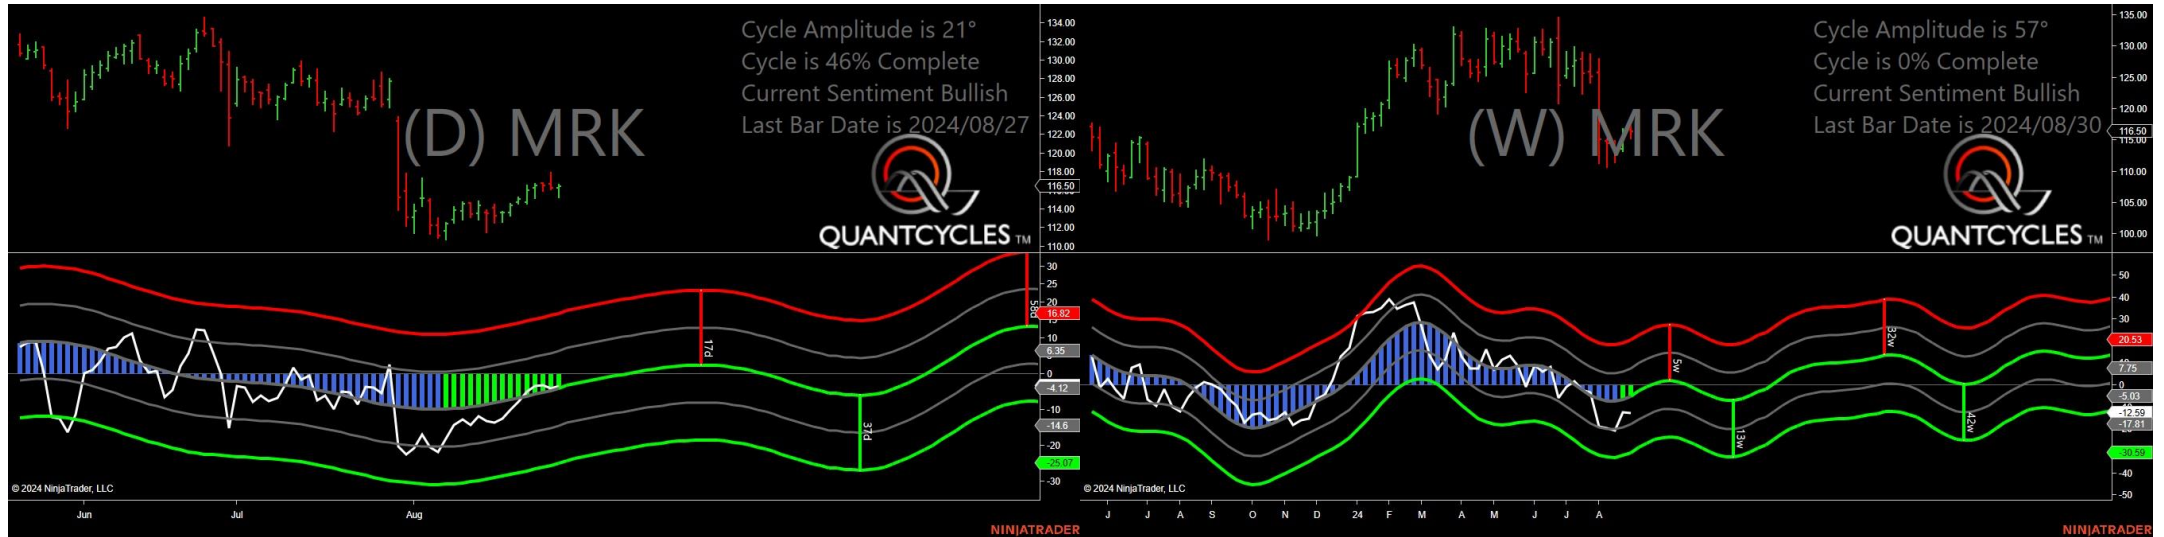 Cycle Amplitude is 21°
Cycle is 46% Complete
Current Sentiment Bullish
Last Bar Date is 2024/08/27
(D) MRK
QUANTCYCLES TM
134.00
132.00
130.00
128.00
126.00
124.00
122.00
120.00
118.00
116.50
114.00
112.00
110.00
30
25
20
16.82
10
6.35
0
-4.12
-10
-14.6
-20
-25.07
-30
17d
37d
58d
© 2024 NinjaTrader, LLC
Jun
Jul
Aug
NINJATRADER
Cycle Amplitude is 57°
Cycle is 0% Complete
Current Sentiment Bullish
Last Bar Date is 2024/08/30
(W) MRK
QUANTCYCLES TM
135.00
130.00
125.00
120.00
116.50
115.00
110.00
105.00
100.00
50
40
30
20.53
7.75
0
-5.03
-12.59
-17.81
-30.59
-40
-50
5w
13w
32w
42w
© 2024 NinjaTrader, LLC
J
J
A
S
O
N
D
24
F
M
A
M
J
J
A
NINJATRADER